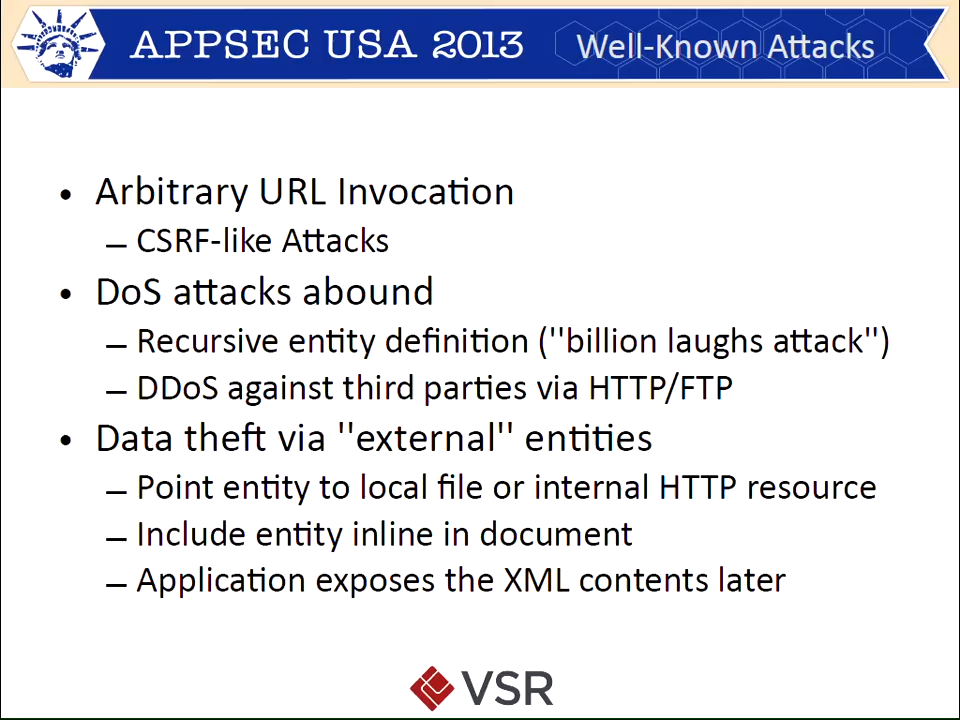 APPSEC USA 2013 Well-Known Attacks
• Arbitrary URL Invocation
– CSRF-like Attacks
• DoS attacks abound
– Recursive entity definition ("billion laughs attack")
– DDoS against third parties via HTTP/FTP
• Data theft via "external" entities
– Point entity to local file or internal HTTP resource
– Include entity inline in document
– Application exposes the XML contents later
VSR